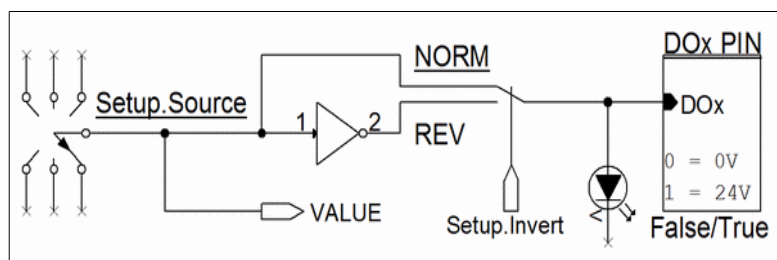 DOx PIN
NORM
Setup.Source
DOx
1
2
REV
0 = 0V
1 = 24V
VALUE
Setup.Invert
False/True